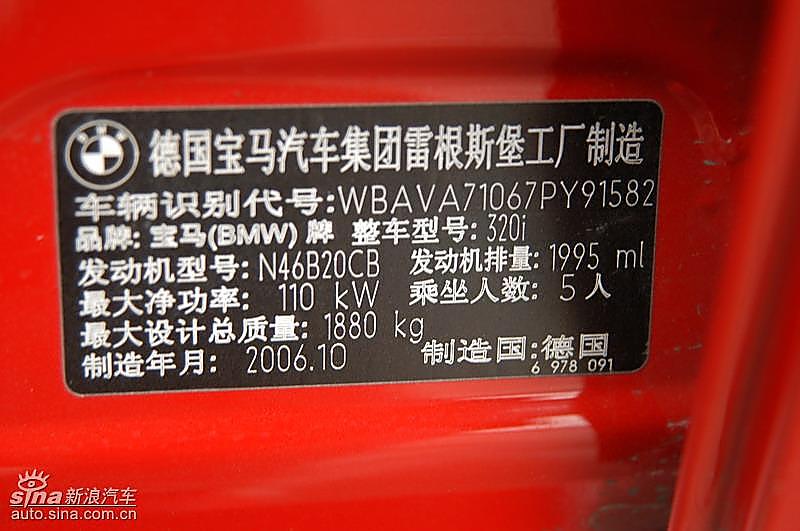 BMW
德国宝马汽车集团雷根斯堡工厂制造
车辆识别代号:WBAVA71067PY91582
品牌: 宝马(BMW) 牌 整车型号: 320i
发动机型号: N46B20CB 发动机排量: 1995 ml
最大净功率: 110 kW 乘坐人数: 5 人
最大设计总质量: 1880 kg
制造年月: 2006.10 制造国: 德国
6 978 091
sina新浪汽车
auto.sina.com.cn